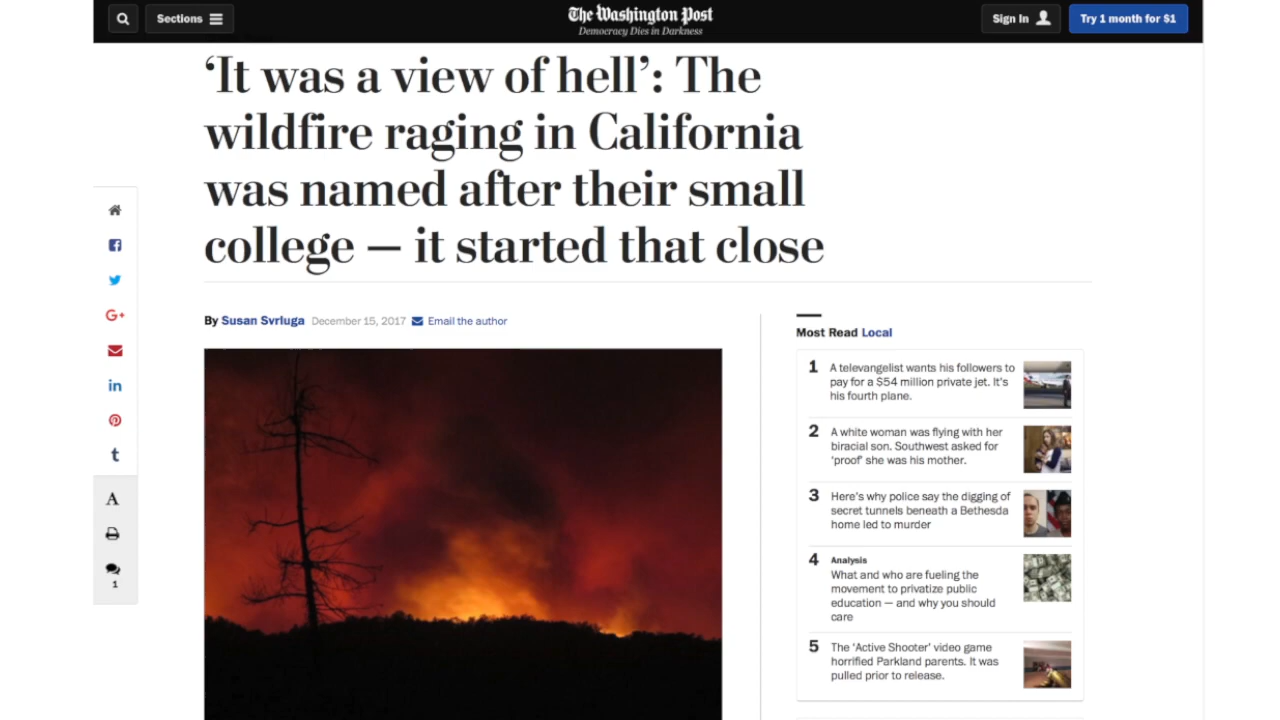 Sections
The Washington Post
Democracy Dies in Darkness
Sign In
Try 1 month for $1
‘It was a view of hell’: The
wildfire raging in California
was named after their small
college — it started that close
By Susan Svrluga December 15, 2017 Email the author
G+
in
t
A
1
Most Read Local
1 A televangelist wants his followers to
pay for a $54 million private jet. It's
his fourth plane.
2 A white woman was flying with her
biracial son. Southwest asked for
‘proof’ she was his mother.
3 Here's why police say the digging of
secret tunnels beneath a Bethesda
home led to murder
4 Analysis
What and who are fueling the
movement to privatize public
education — and why you should
care
5 The ‘Active Shooter’ video game
horrified Parkland parents. It was
pulled prior to release.